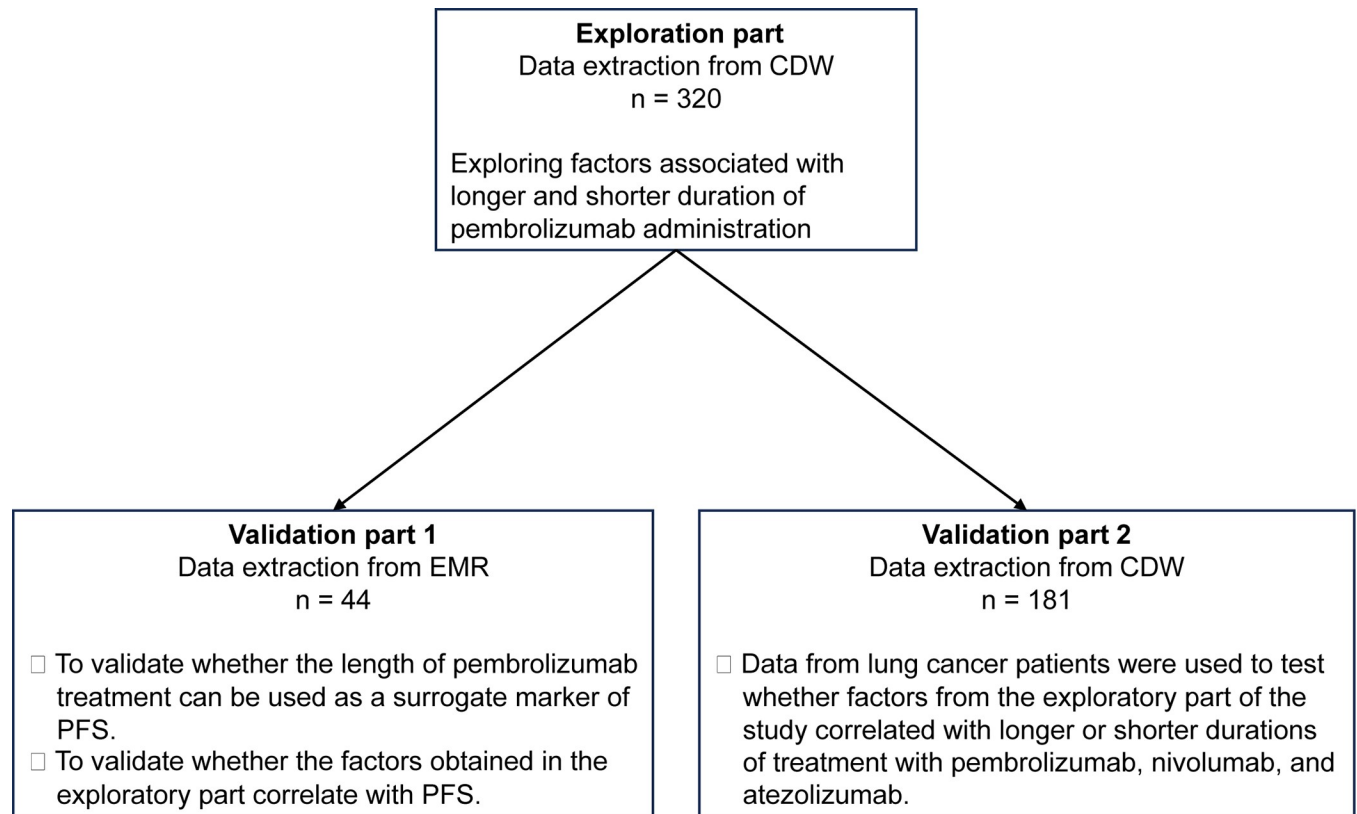 Exploration part
Data extraction from CDW
n = 320
Exploring factors associated with
longer and shorter duration of
pembrolizumab administration
Validation part 1
Data extraction from EMR
n = 44
□ To validate whether the length of pembrolizumab
treatment can be used as a surrogate marker of
PFS.
□ To validate whether the factors obtained in the
exploratory part correlate with PFS.
Validation part 2
Data extraction from CDW
n = 181
□ Data from lung cancer patients were used to test
whether factors from the exploratory part of the
study correlated with longer or shorter durations
of treatment with pembrolizumab, nivolumab, and
atezolizumab.